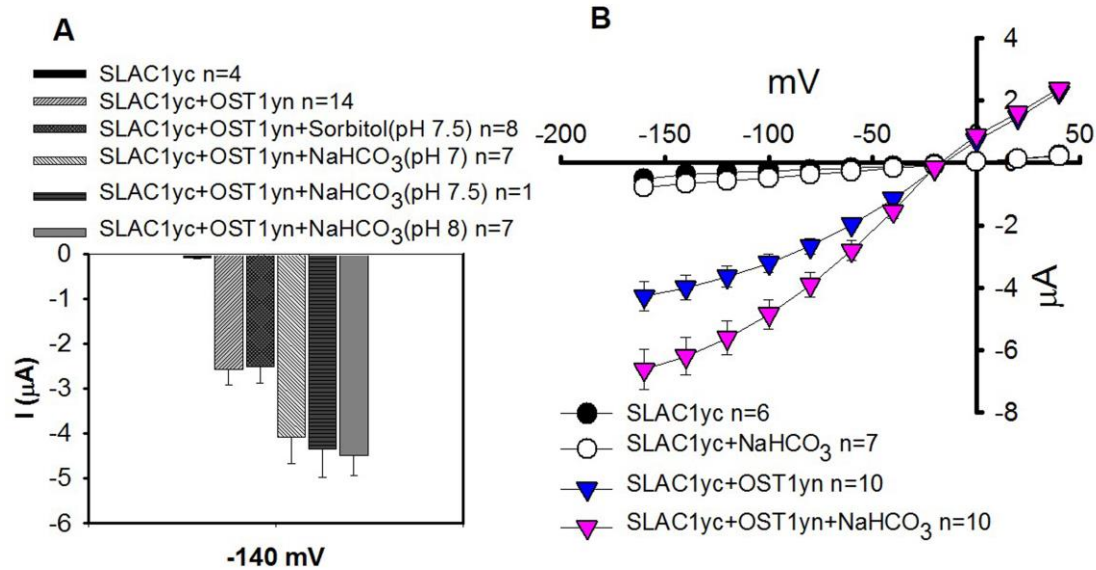 A
SLAC1yc n=4
SLAC1yc+OST1yn n=14
SLAC1yc+OST1yn+Sorbitol(pH 7.5) n=8
SLAC1yc+OST1yn+NaHCO3(pH 7) n=7
SLAC1yc+OST1yn+NaHCO3(pH 7.5) n=1
SLAC1yc+OST1yn+NaHCO3(pH 8) n=7
0
-1
-2
-3
-4
-5
-6
I (μA)
-140 mV
B
mV
-200 -150 -100 -50 50
4
2
-2
-4
-6
-8
μA
SLAC1yc n=6
SLAC1yc+NaHCO3 n=7
SLAC1yc+OST1yn n=10
SLAC1yc+OST1yn+NaHCO3 n=10